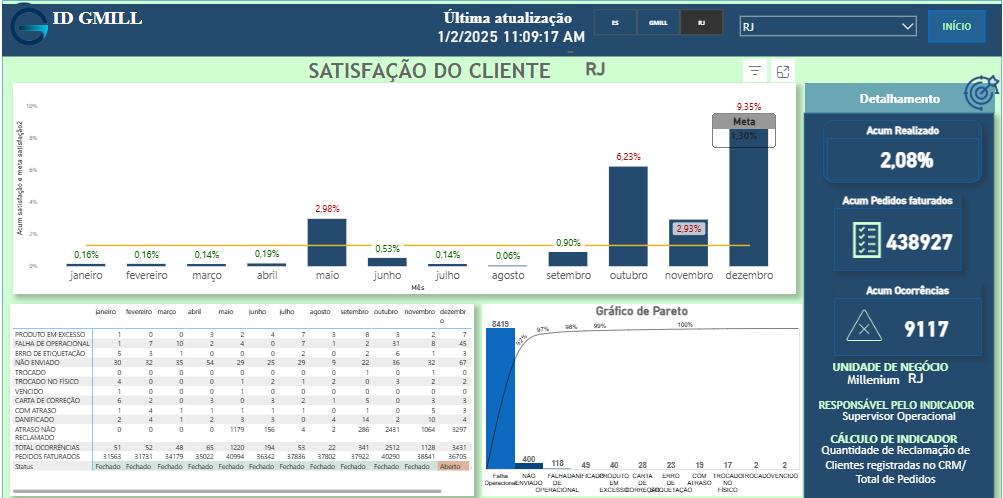 ID GMILL
Última atualização
1/2/2025 11:09:17 AM
ES GMILL RJ
RJ
INÍCIO
SATISFAÇÃO DO CLIENTE RJ
Acum satisfação e meta satisfação2
10%
8%
6%
4%
2%
0%
0,16% 0,16% 0,14% 0,19% 2,98% 0,53% 0,14% 0,06% 0,90% 6,23% 2,93% 9,35%
Meta
1,30%
janeiro fevereiro março abril maio junho julho agosto setembro outubro novembro dezembro
Mês
Detalhamento
Acum Realizado
2,08%
Acum Pedidos faturados
438927
Acum Ocorrências
9117
UNIDADE DE NEGÓCIO
Millenium RJ
RESPONSÁVEL PELO INDICADOR
Supervisor Operacional
CÁLCULO DE INDICADOR
Quantidade de Reclamação de
Clientes registradas no CRM/
Total de Pedidos
janeiro fevereiro março abril maio junho julho agosto setembro outubro novembro dezembr
o
PRODUTO EM EXCESSO 1 0 0 3 2 4 7 3 8 3 2 7
FALHA DE OPERACIONAL 1 7 10 2 4 0 7 1 2 31 8 45
ERRO DE ETIQUETAÇÃO 5 3 1 0 0 0 2 0 2 6 1 3
NÃO ENVIADO 30 32 35 54 29 25 29 9 22 36 32 67
TROCADO 0 0 0 0 0 0 0 0 1 0 1 0
TROCADO NO FÍSICO 4 0 0 0 1 2 1 2 0 3 2 2
VENCIDO 1 0 0 0 1 0 0 0 0 0 0 0
CARTA DE CORREÇÃO 6 2 0 3 0 3 2 1 5 0 3 3
COM ATRASO 1 4 1 1 1 1 1 0 1 0 5 3
DANIFICADO 2 4 1 2 3 3 0 4 14 2 10 4
ATRASO NÃO
RECLAMADO 0 0 0 0 1179 156 4 2 286 2431 1064 3297
TOTAL OCORRÊNCIAS 51 52 48 65 1220 194 53 22 341 2512 1128 3431
PEDIDOS FATURADOS 31563 31731 34179 35022 40994 36342 37836 37802 37922 40290 38541 36705
Status Fechado Fechado Fechado Fechado Fechado Fechado Fechado Fechado Fechado Fechado Fechado Aberto
Gráfico de Pareto
8419 400 118 49 40 28 23 19 17 2 2
92% 97% 98% 99% 100%
Falha
Operacional
NÃO
ENVIADO
FALHA
DE
OPERACIONAL
DANIFICADO
PRODUTO
EM
EXCESSO
CARTA
DE
CORREÇÃO
ERRO
DE
ETIQUETAÇÃO
COM
ATRASO
TROCADO
NO
FÍSICO
TROCADO
VENCIDO